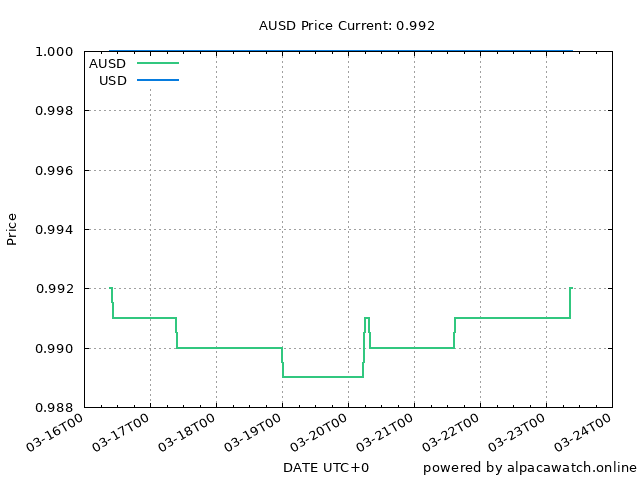 AUSD Price Current: 0.992
1.000
AUSD
USD
0.998
0.996
0.994
Price
0.992
0.990
0.988
03-16T00
03-17T00
03-18T00
03-19T00
03-20T00
03-21T00
03-22T00
03-23T00
03-24T00
DATE UTC+0
powered by alpacawatch.online